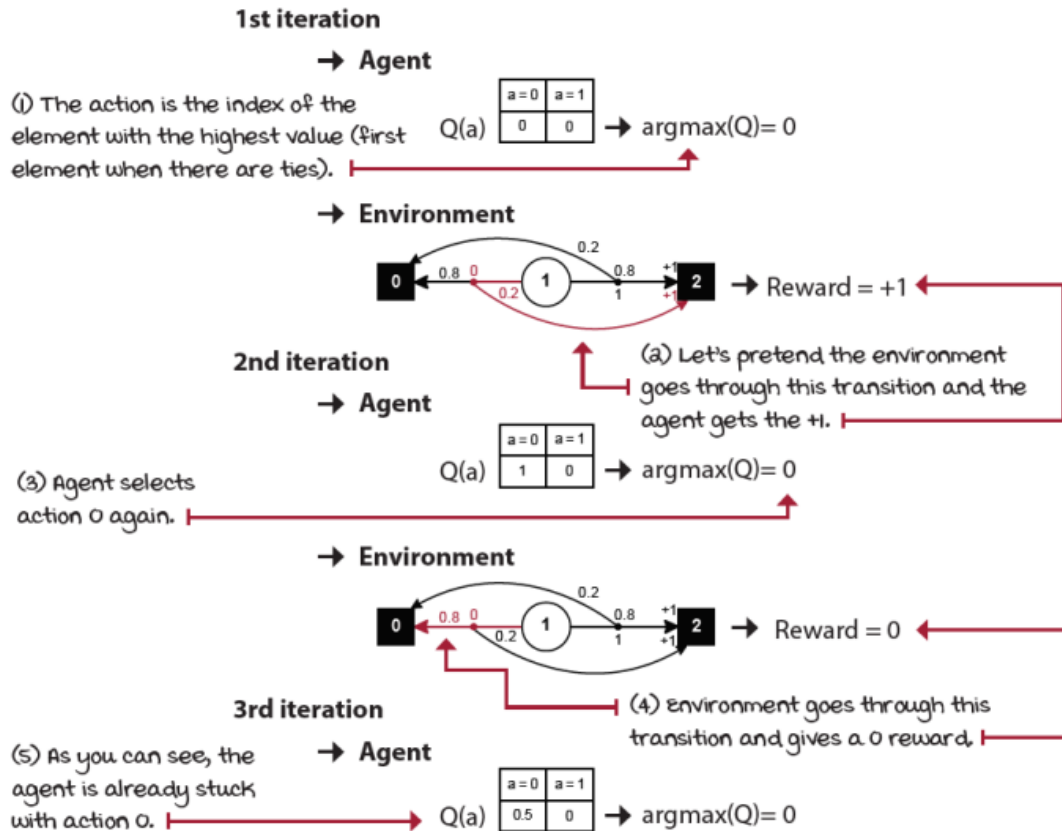 1st iteration
→ Agent
(1) The action is the index of the
element with the highest value (first
element when there are ties).
a=0 a=1
Q(a) 0 0 → argmax(Q)= 0
→ Environment
0.2
0 0.8 0 0.2 1 0.8 1 +1 +1 2 → Reward = +1
(2) Let's pretend the environment
goes through this transition and the
agent gets the +1.
2nd iteration
→ Agent
a=0 a=1
Q(a) 1 0 → argmax(Q)= 0
(3) Agent selects
action 0 again.
→ Environment
0.2
0 0.8 0 0.2 1 0.8 1 +1 +1 2 → Reward = 0
(4) Environment goes through this
transition and gives a 0 reward.
3rd iteration
→ Agent
(5) As you can see, the
agent is already stuck
with action 0.
a=0 a=1
Q(a) 0.5 0 → argmax(Q)= 0